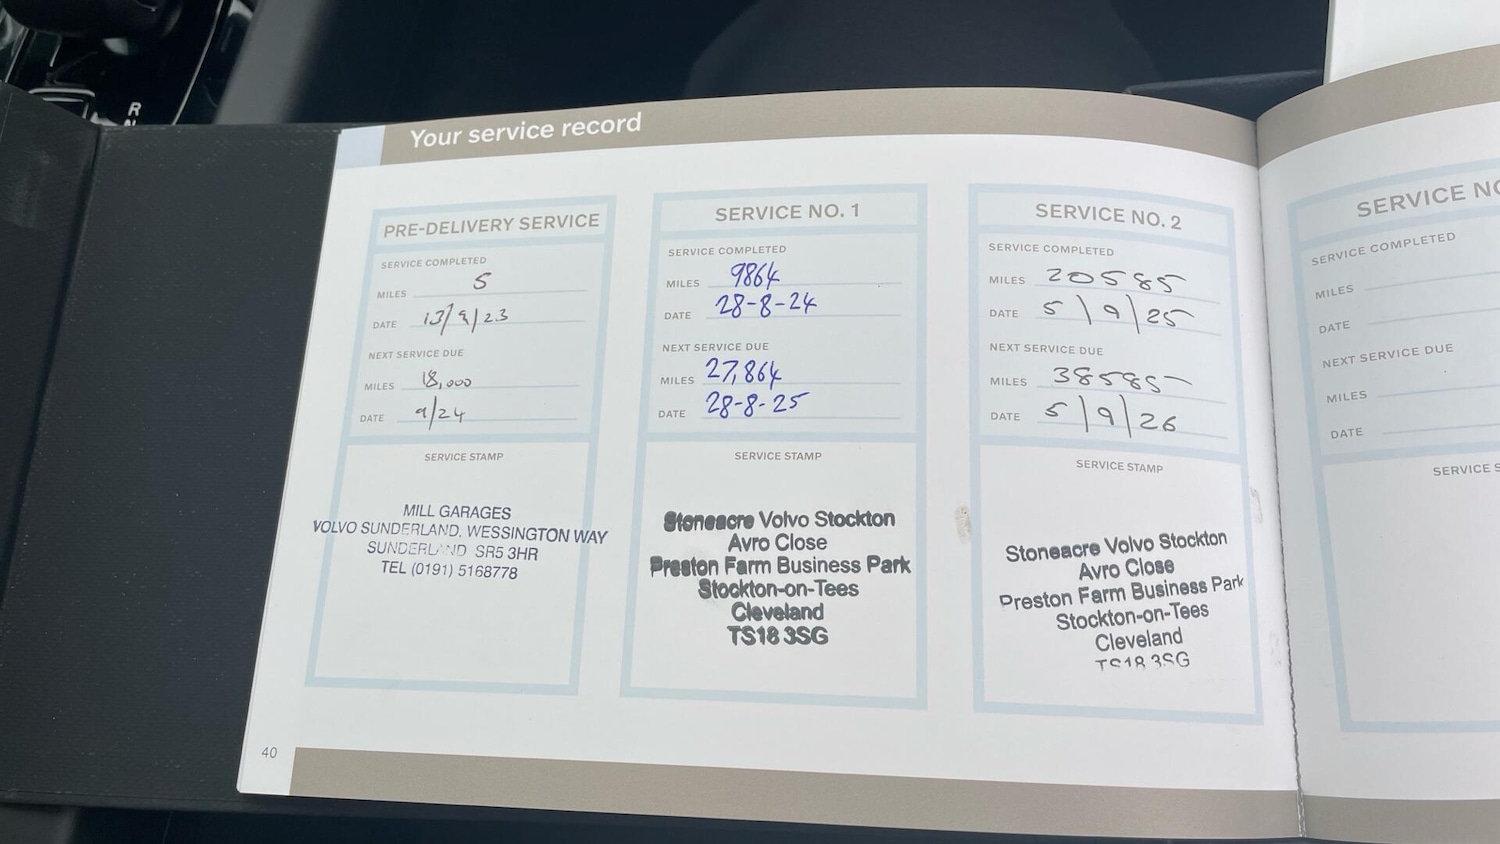 R
N
Your service record
PRE-DELIVERY SERVICE
SERVICE COMPLETED
MILES 5
DATE 13/9/23
NEXT SERVICE DUE
MILES 18,000
DATE 9/24
SERVICE STAMP
MILL GARAGES
VOLVO SUNDERLAND, WESSINGTON WAY
SUNDERLAND SR5 3HR
TEL (0191) 5168778
SERVICE NO. 1
SERVICE COMPLETED
MILES 9864
DATE 28-8-24
NEXT SERVICE DUE
MILES 27,864
DATE 28-8-25
SERVICE STAMP
Stoneacre Volvo Stockton
Avro Close
Preston Farm Business Park
Stockton-on-Tees
Cleveland
TS18 3SG
SERVICE NO. 2
SERVICE COMPLETED
MILES 20585
DATE 5/9/25
NEXT SERVICE DUE
MILES 38585
DATE 5/9/26
SERVICE STAMP
Stoneacre Volvo Stockton
Avro Close
Preston Farm Business Park
Stockton-on-Tees
Cleveland
TS18 3SG
SERVICE NO
SERVICE COMPLETED
MILES
DATE
NEXT SERVICE DUE
MILES
DATE
SERVICE S
40